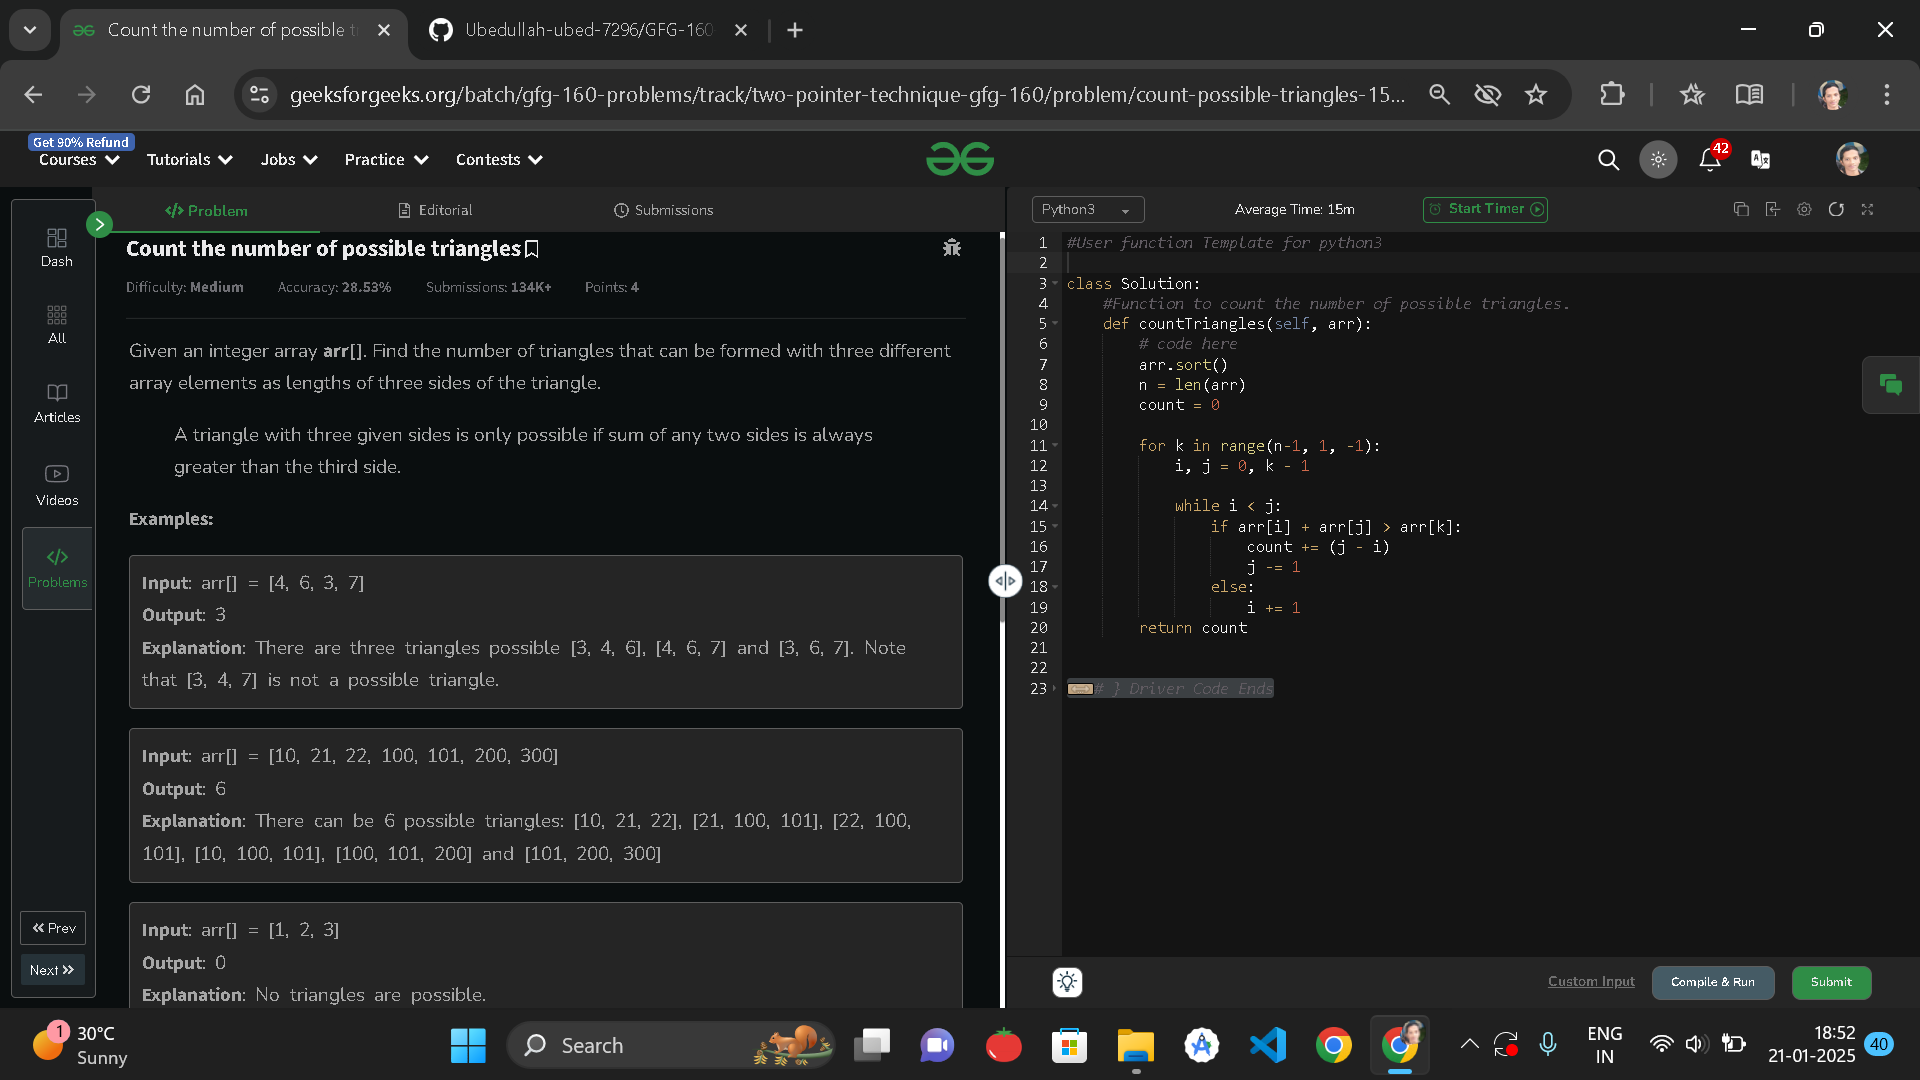 Count the number of possible t
Ubedullah-ubed-7296/GFG-160
geeksforgeeks.org/batch/gfg-160-problems/track/two-pointer-technique-gfg-160/problem/count-possible-triangles-15...
Get 90% Refund
Courses
Tutorials
Jobs
Practice
Contests
42
Dash
All
Articles
Videos
</>
Problems
Prev
Next
</> Problem
Editorial
Submissions
Count the number of possible triangles
Difficulty: Medium Accuracy: 28.53% Submissions: 134K+ Points: 4
Given an integer array arr[]. Find the number of triangles that can be formed with three different
array elements as lengths of three sides of the triangle.
A triangle with three given sides is only possible if sum of any two sides is always
greater than the third side.
Examples:
Input: arr[] = [4, 6, 3, 7]
Output: 3
Explanation: There are three triangles possible [3, 4, 6], [4, 6, 7] and [3, 6, 7]. Note
that [3, 4, 7] is not a possible triangle.
Input: arr[] = [10, 21, 22, 100, 101, 200, 300]
Output: 6
Explanation: There can be 6 possible triangles: [10, 21, 22], [21, 100, 101], [22, 100,
101], [10, 100, 101], [100, 101, 200] and [101, 200, 300]
Input: arr[] = [1, 2, 3]
Output: 0
Explanation: No triangles are possible.
Python3
Average Time: 15m
Start Timer
1 #User function Template for python3
2
3 class Solution:
4 #Function to count the number of possible triangles.
5 def countTriangles(self, arr):
6 # code here
7 arr.sort()
8 n = len(arr)
9 count = 0
10
11 for k in range(n-1, 1, -1):
12 i, j = 0, k - 1
13
14 while i < j:
15 if arr[i] + arr[j] > arr[k]:
16 count += (j - i)
17 j -= 1
18 else:
19 i += 1
20 return count
21
22
23 # } Driver Code Ends
Custom Input
Compile & Run
Submit
1
30°C
Sunny
Search
ENG
IN
18:52
21-01-2025
40